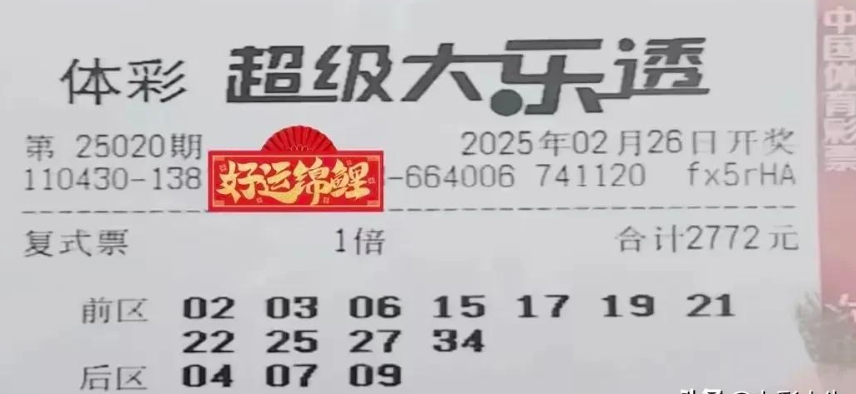 体彩 超级大乐透
第 25020期 2025年02月26日开奖
110430-138 好运锦鲤 -664006 741120 fx5rHA
复式票 1倍 合计2772元
前区 02 03 06 15 17 19 21
22 25 27 34
后区 04 07 09
中国体育彩票